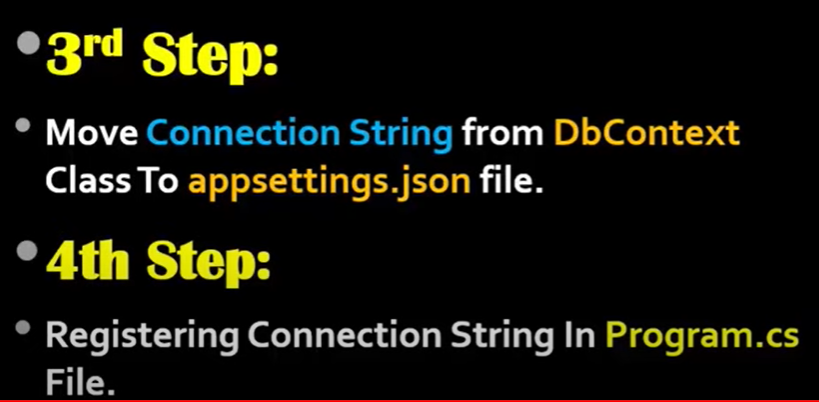 3rd Step:
Move Connection String from DbContext
Class To appsettings.json file.
4th Step:
Registering Connection String In Program.cs
File.